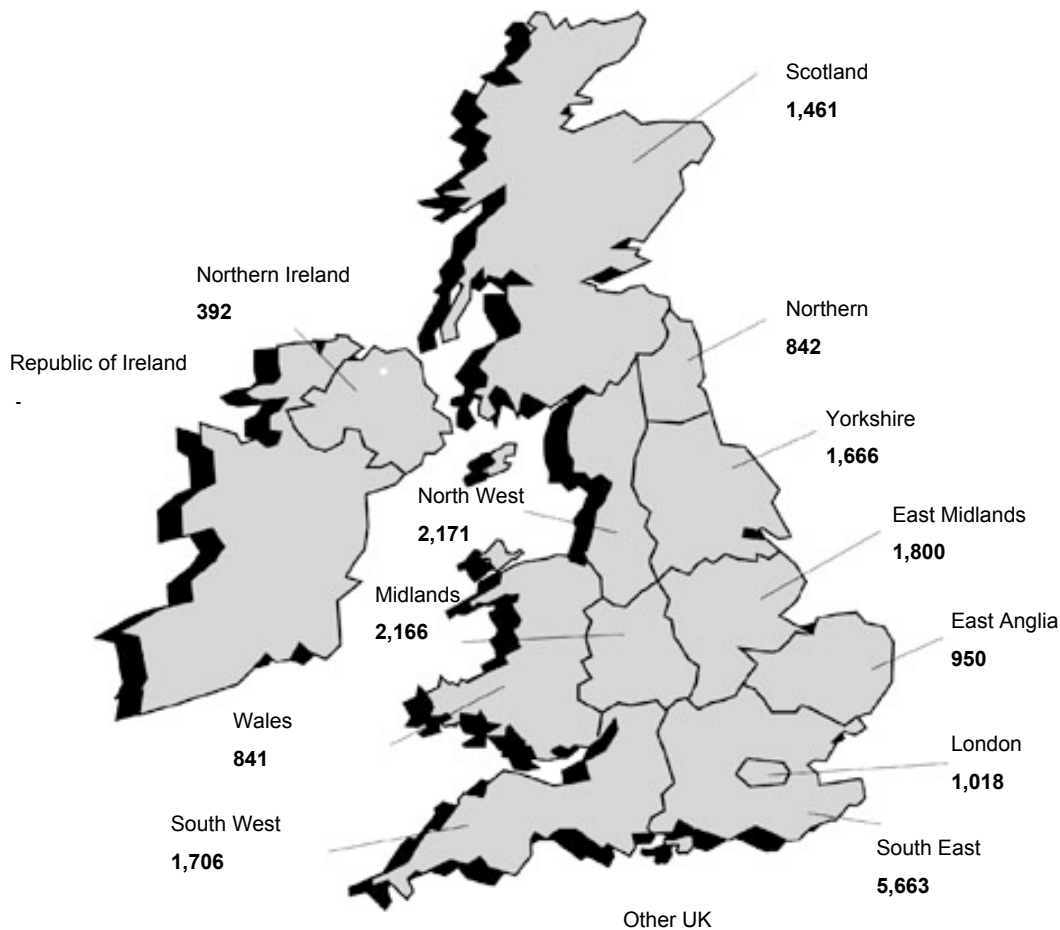 Scotland
1,461
Northern Ireland
392
Northern
842
Republic of Ireland
-
Yorkshire
1,666
North West
2,171
East Midlands
1,800
Midlands
2,166
East Anglia
950
Wales
841
London
1,018
South West
1,706
South East
5,663
Other UK